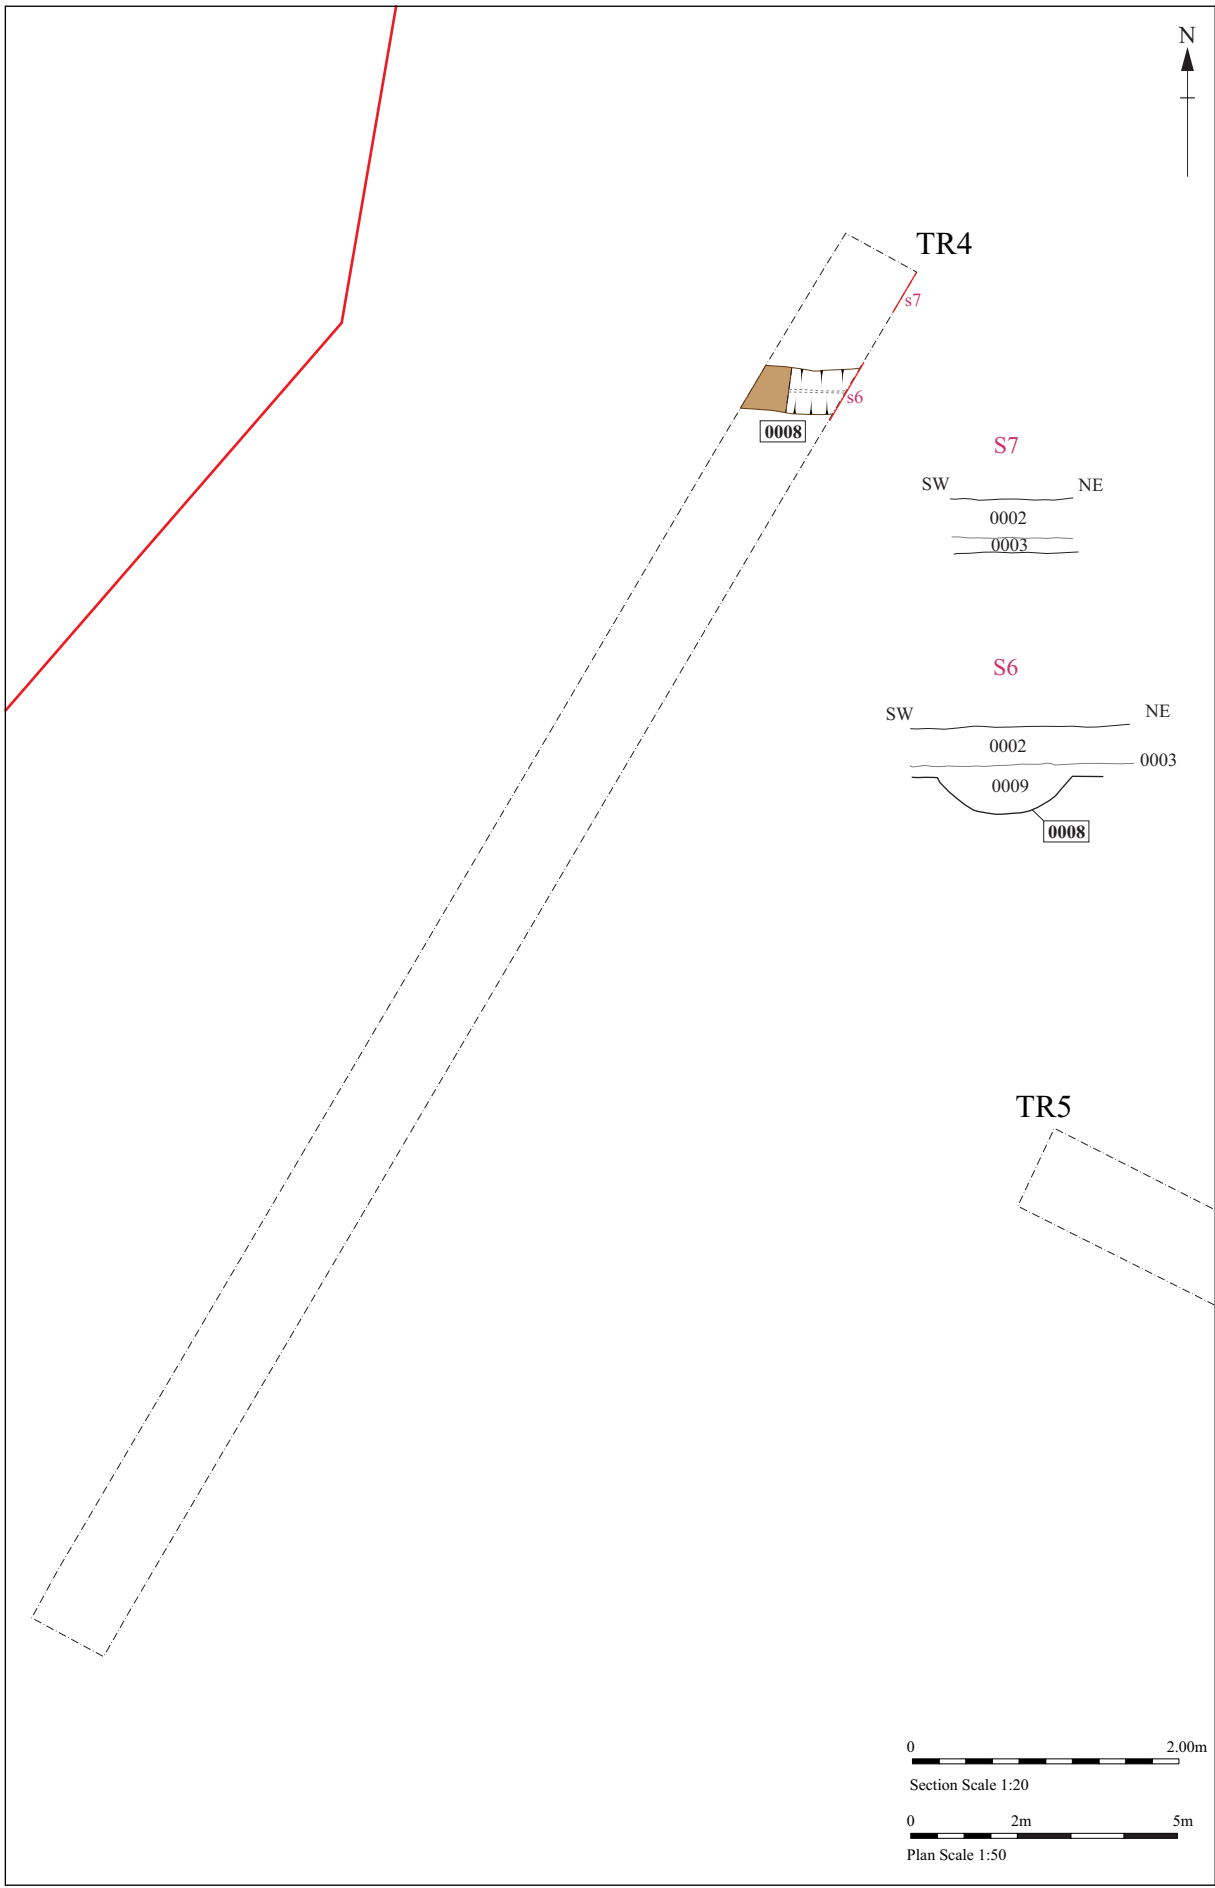 N
TR4
s7
s6
0008
S7
SW
NE
0002
0003
S6
SW
NE
0002
0003
0009
0008
TR5
0 2.00m
Section Scale 1:20
0 2m 5m
Plan Scale 1:50